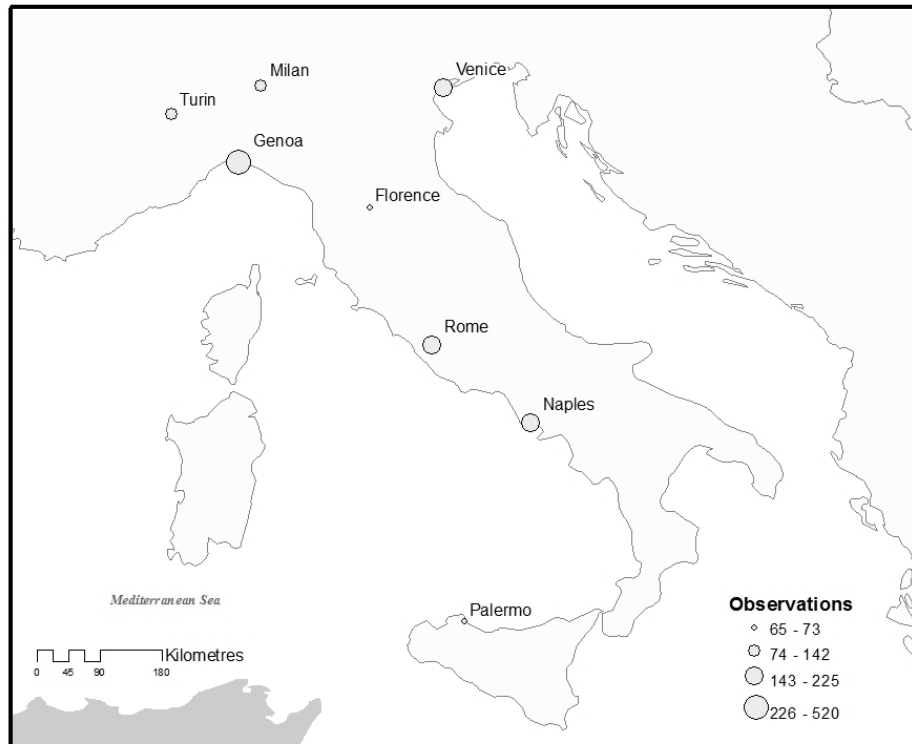 Milan
Venice
Turin
Genoa
Florence
Rome
Naples
Mediterranean Sea
Palermo
Observations
65 - 73
74 - 142
143 - 225
226 - 520
Kilometres
0 45 90 180